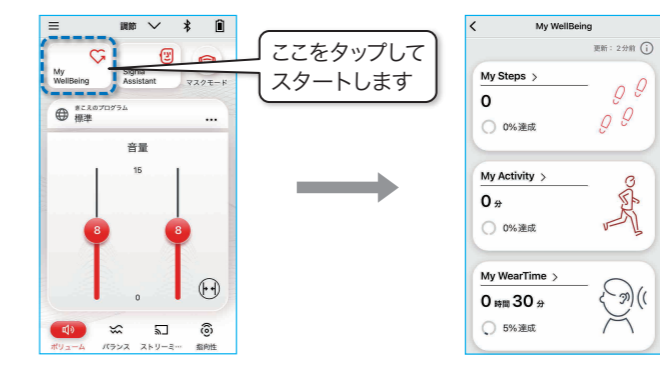 調節
My
WellBeing
Signia
Assistant
マスクモード
ここをタップして
スタートします
きこえのプログラム
標準
...
音量
15
8
8
0
ボリューム
バランス
ストリーミ…
指向性
My WellBeing
更新：2分前
My Steps >
0
0%達成
My Activity >
0 分
0%達成
My WearTime >
0 時間 30 分
5%達成